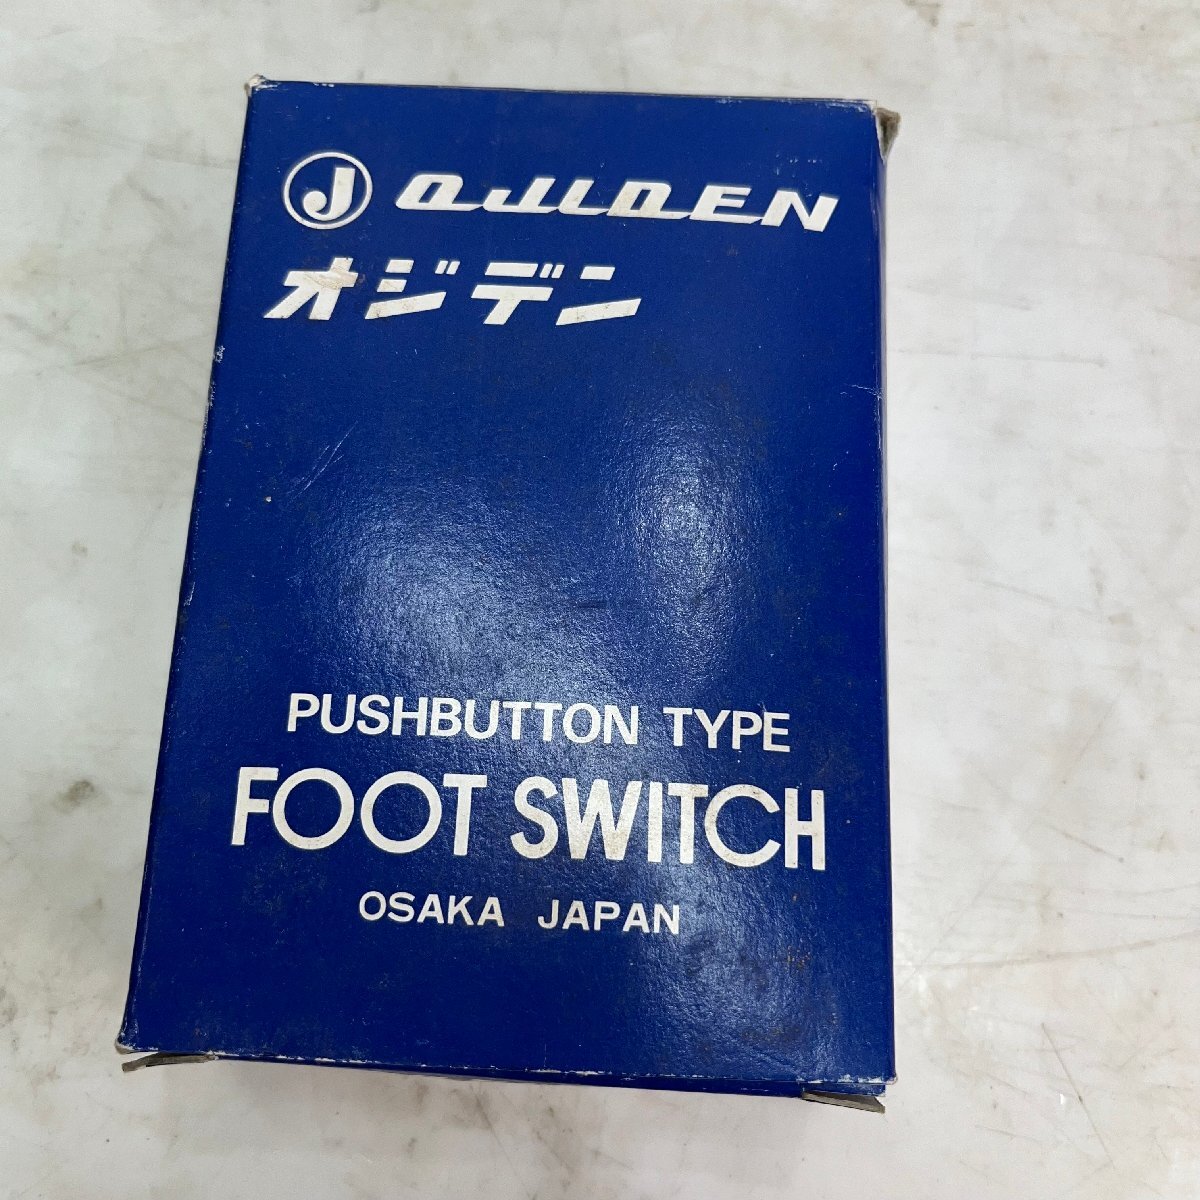 J OJIDEN
オジデン
PUSHBUTTON TYPE
FOOT SWITCH
OSAKA JAPAN